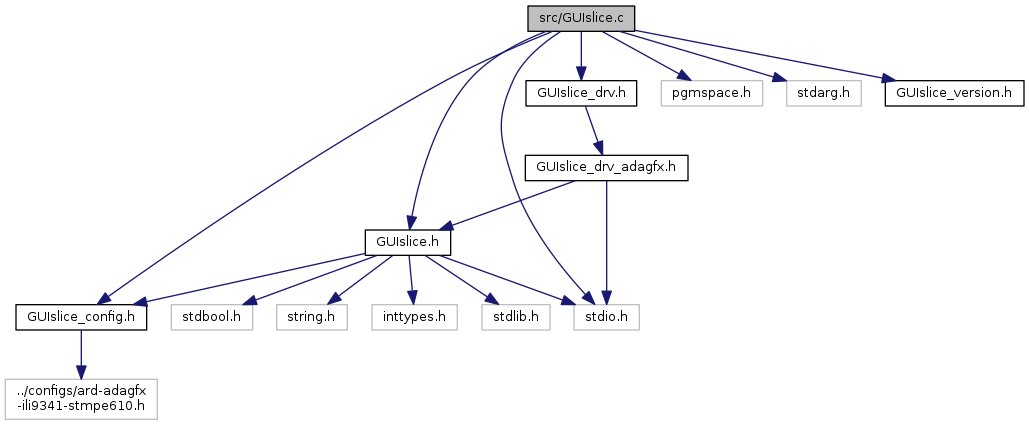 src/GUIslice.c
GUIslice_drv.h
pgmspace.h
stdarg.h
GUIslice_version.h
GUIslice_drv_adagfx.h
GUIslice.h
GUIslice_config.h
stdbool.h
string.h
inttypes.h
stdlib.h
stdio.h
../configs/ard-adagfx
-ili9341-stmpe610.h